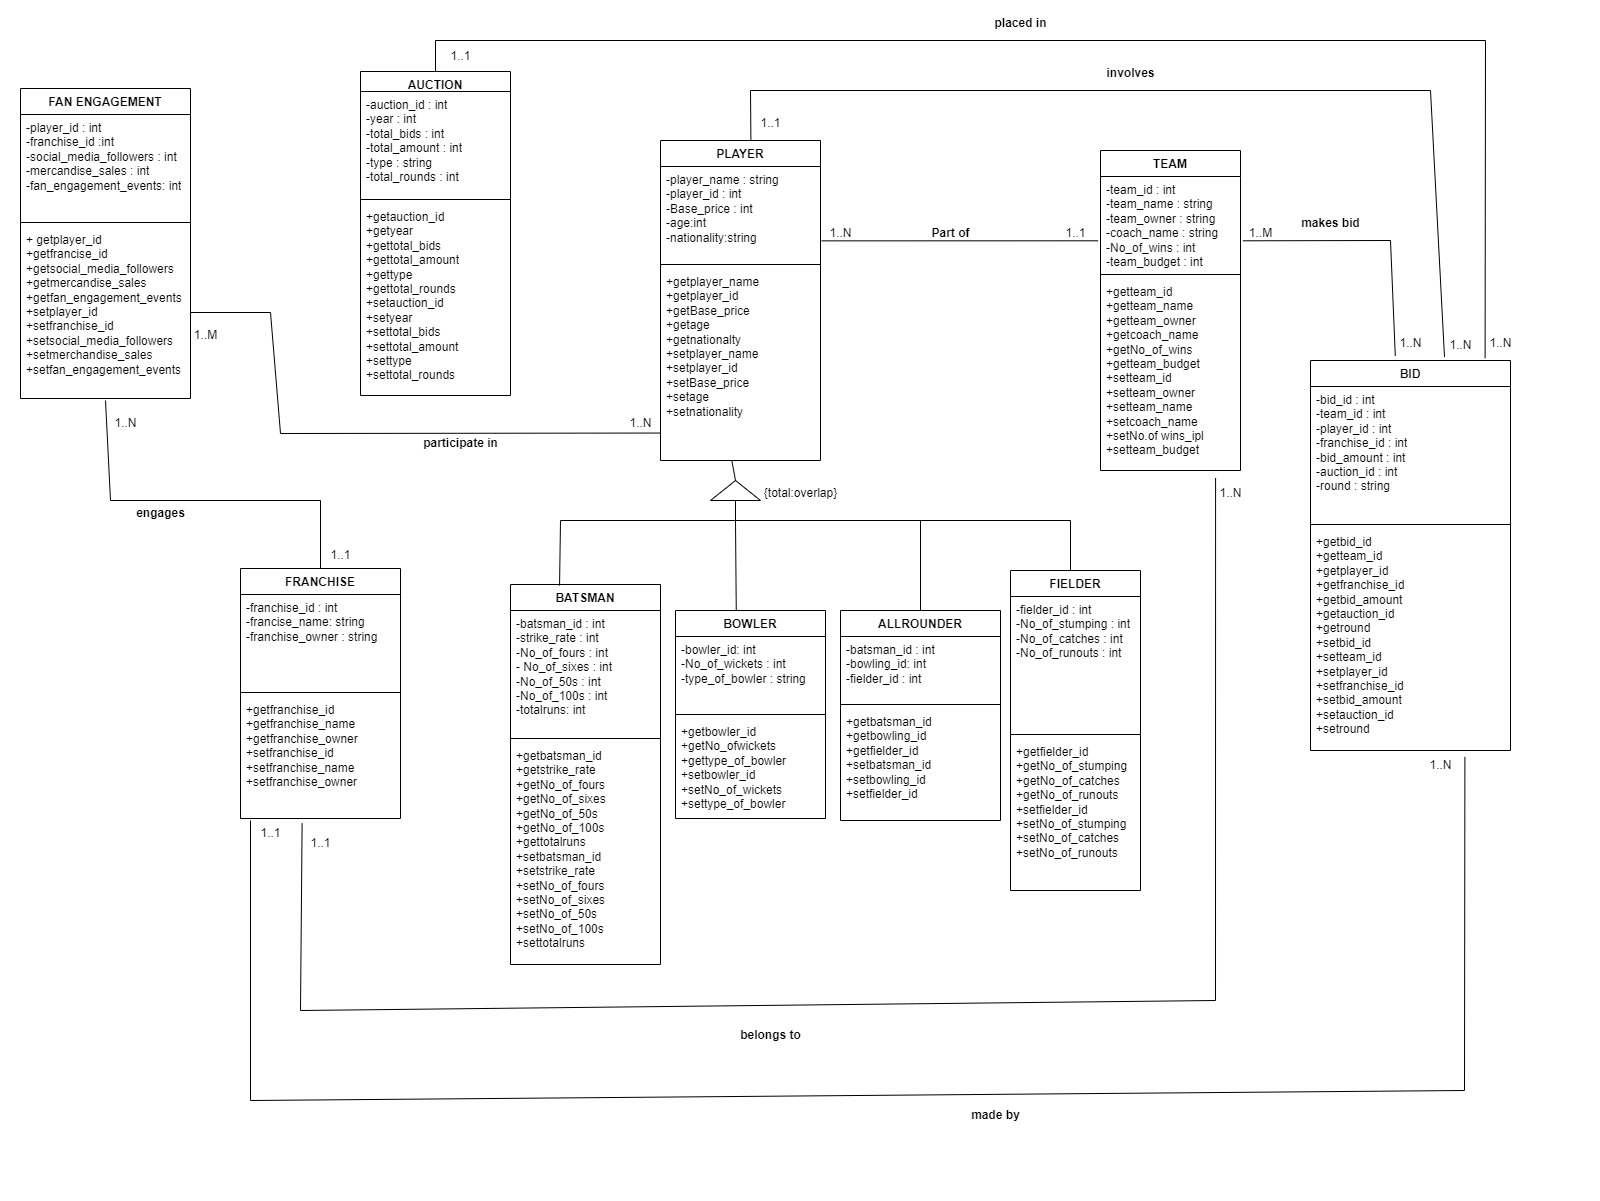 placed in
1..1
involves
1..1
FAN ENGAGEMENT
-player_id : int
-franchise_id :int
-social_media_followers : int
-mercandise_sales : int
-fan_engagement_events: int
+ getplayer_id
+getfrancise_id
+getsocial_media_followers
+getmercandise_sales
+getfan_engagement_events
+setplayer_id
+setfranchise_id
+setsocial_media_followers
+setmerchandise_sales
+setfan_engagement_events
1..M
1..N
AUCTION
-auction_id : int
-year : int
-total_bids : int
-total_amount : int
-type : string
-total_rounds : int
+getauction_id
+getyear
+gettotal_bids
+gettotal_amount
+gettype
+gettotal_rounds
+setauction_id
+setyear
+settotal_bids
+settotal_amount
+settype
+settotal_rounds
PLAYER
-player_name : string
-player_id : int
-Base_price : int
-age:int
-nationality:string
+getplayer_name
+getplayer_id
+getBase_price
+getage
+getnationalty
+setplayer_name
+setplayer_id
+setBase_price
+setage
+setnationality
1..N
Part of
1..1
1..N
participate in
{total:overlap}
TEAM
-team_id : int
-team_name : string
-team_owner : string
-coach_name : string
-No_of_wins : int
-team_budget : int
+getteam_id
+getteam_name
+getteam_owner
+getcoach_name
+getNo_of_wins
+getteam_budget
+setteam_id
+setteam_owner
+setteam_name
+setcoach_name
+setNo.of wins_ipl
+setteam_budget
1..M
makes bid
1..N
1..N
1..N
1..N
BID
-bid_id : int
-team_id : int
-player_id : int
-franchise_id : int
-bid_amount : int
-auction_id : int
-round : string
+getbid_id
+getteam_id
+getplayer_id
+getfranchise_id
+getbid_amount
+getauction_id
+getround
+setbid_id
+setteam_id
+setplayer_id
+setfranchise_id
+setbid_amount
+setauction_id
+setround
1..N
engages
1..1
FRANCHISE
-franchise_id : int
-francise_name: string
-franchise_owner : string
+getfranchise_id
+getfranchise_name
+getfranchise_owner
+setfranchise_id
+setfranchise_name
+setfranchise_owner
1..1
1..1
BATSMAN
-batsman_id : int
-strike_rate : int
-No_of_fours : int
- No_of_sixes : int
-No_of_50s : int
-No_of_100s : int
-totalruns: int
+getbatsman_id
+getstrike_rate
+getNo_of_fours
+getNo_of_sixes
+getNo_of_50s
+getNo_of_100s
+gettotalruns
+setbatsman_id
+setstrike_rate
+setNo_of_fours
+setNo_of_sixes
+setNo_of_50s
+setNo_of_100s
+settotalruns
BOWLER
-bowler_id: int
-No_of_wickets : int
-type_of_bowler : string
+getbowler_id
+getNo_ofwickets
+gettype_of_bowler
+setbowler_id
+setNo_of_wickets
+settype_of_bowler
ALLROUNDER
-batsman_id : int
-bowling_id: int
-fielder_id : int
+getbatsman_id
+getbowling_id
+getfielder_id
+setbatsman_id
+setbowling_id
+setfielder_id
FIELDER
-fielder_id : int
-No_of_stumping : int
-No_of_catches : int
-No_of_runouts : int
+getfielder_id
+getNo_of_stumping
+getNo_of_catches
+getNo_of_runouts
+setfielder_id
+setNo_of_stumping
+setNo_of_catches
+setNo_of_runouts
belongs to
made by